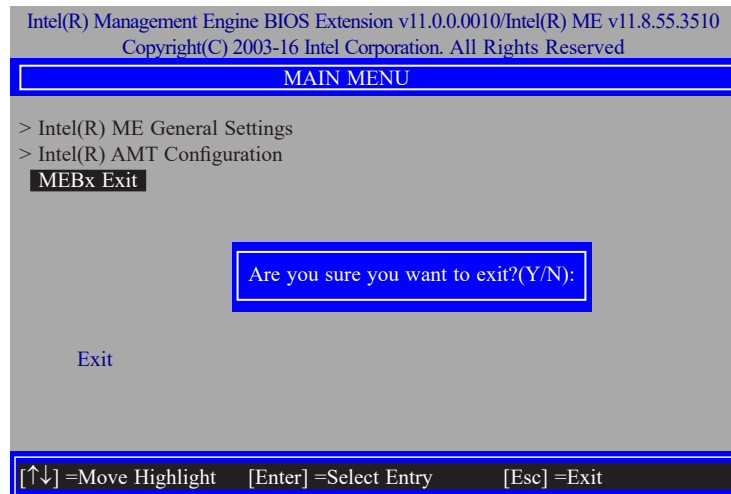 Intel(R) Management Engine BIOS Extension v11.0.0.0010/Intel(R) ME v11.8.55.3510
Copyright(C) 2003-16 Intel Corporation. All Rights Reserved
MAIN MENU
> Intel(R) ME General Settings
> Intel(R) AMT Configuration
MEBx Exit
Are you sure you want to exit?(Y/N):
Exit
[↑↓] =Move Highlight [Enter] =Select Entry [Esc] =Exit